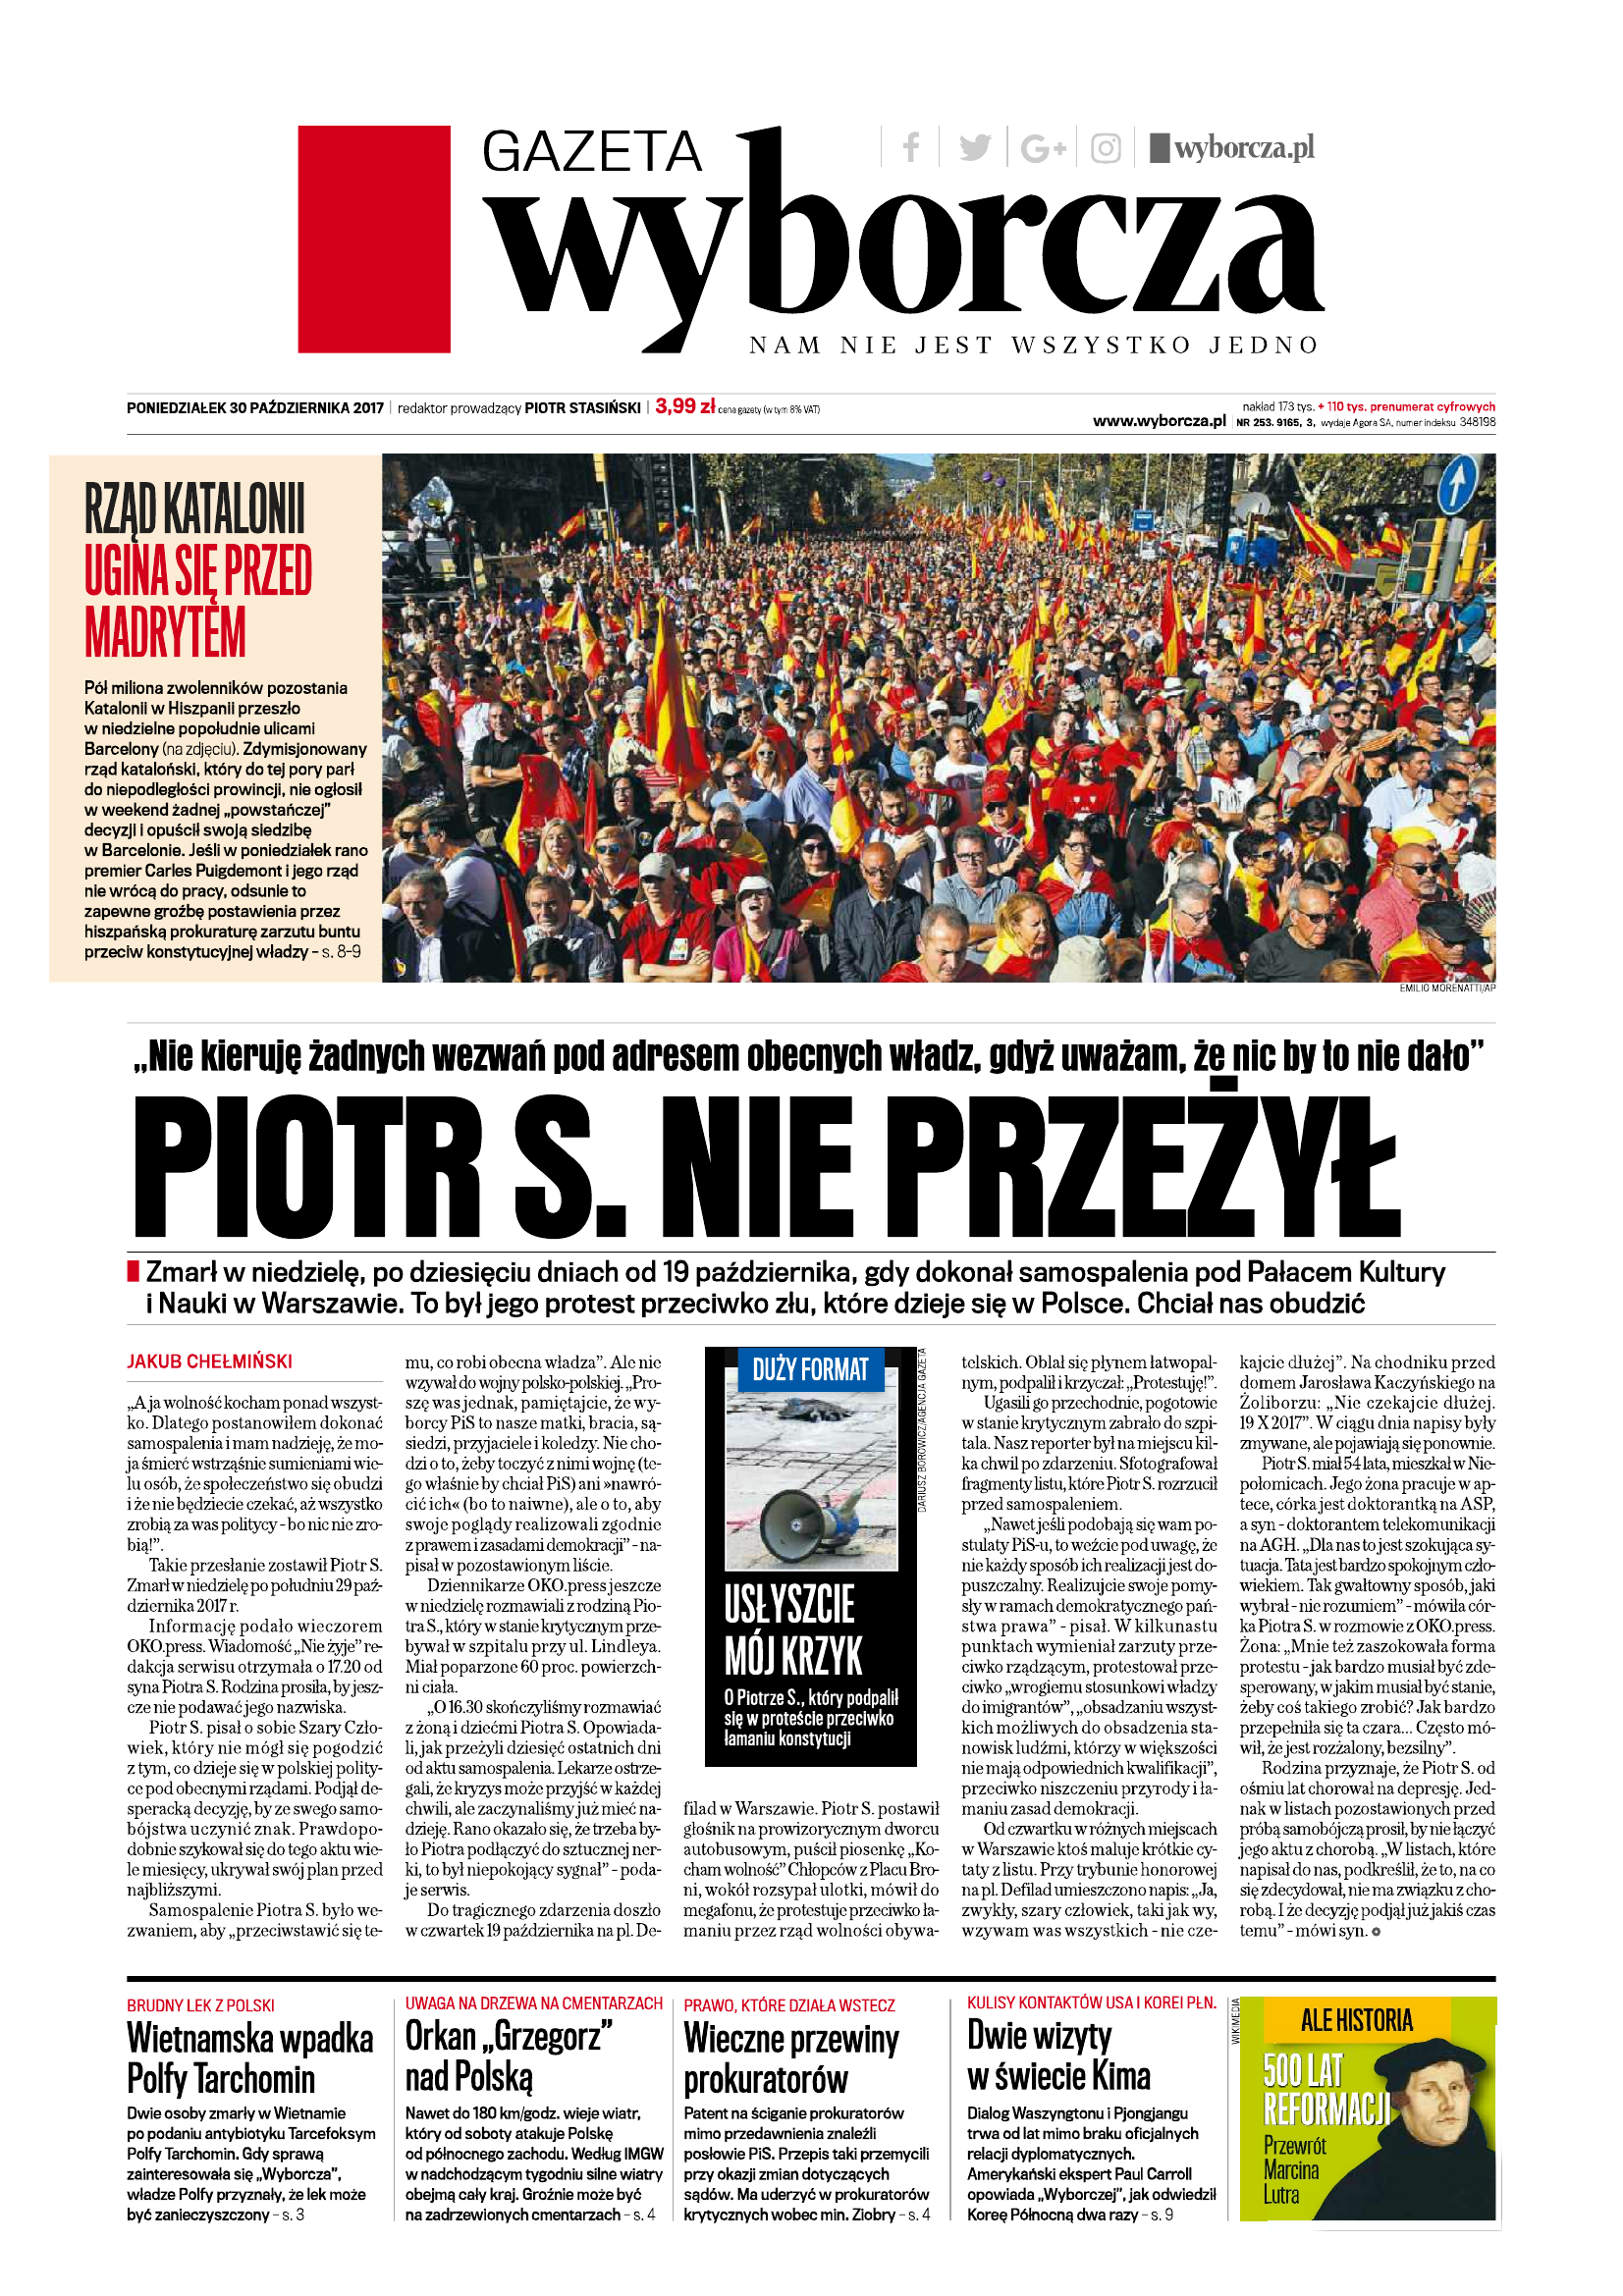 GAZETA
wyborcza.pl
wyborcza
NAM NIE JEST WSZYSTKO JEDNO
PONIEDZIAŁEK 30 PAŹDZIERNIKA 2017 | redaktor prowadzący PIOTR STASIŃSKI | 3,99 zł cena gazety (w tym 8% VAT)
nakład 173 tys. + 110 tys. prenumerat cyfrowych
www.wyborcza.pl | NR 253. 9165, 3, wydaje Agora SA, numer indeksu 348198
RZĄD KATALONII
UGINA SIĘ PRZED
MADRYTEM
Pół miliona zwolenników pozostania
Katalonii w Hiszpanii przeszło
w niedzielne popołudnie ulicami
Barcelony (na zdjęciu). Zdymisjonowany
rząd kataloński, który do tej pory parł
do niepodległości prowincji, nie ogłosił
w weekend żadnej „powstańczej”
decyzji i opuścił swoją siedzibę
w Barcelonie. Jeśli w poniedziałek rano
premier Carles Puigdemont i jego rząd
nie wrócą do pracy, odsunie to
zapewne groźbę postawienia przez
hiszpańską prokuraturę zarzutu buntu
przeciw konstytucyjnej władzy – s. 8-9
EMILIO MORENATTI/AP
„Nie kieruję żadnych wezwań pod adresem obecnych władz, gdyż uważam, że nic by to nie dało”
PIOTR S. NIE PRZEŻYŁ
Zmarł w niedzielę, po dziesięciu dniach od 19 października, gdy dokonał samospalenia pod Pałacem Kultury
i Nauki w Warszawie. To był jego protest przeciwko złu, które dzieje się w Polsce. Chciał nas obudzić
JAKUB CHEŁMIŃSKI
„A ja wolność kocham ponad wszyst-
ko. Dlatego postanowiłem dokonać
samospalenia i mam nadzieję, że mo-
ja śmierć wstrząśnie sumieniami wie-
lu osób, że społeczeństwo się obudzi
i że nie będziecie czekać, aż wszystko
zrobią za was politycy – bo nic nie zro-
bią!”.
Takie przesłanie zostawił Piotr S.
Zmarł w niedzielę po południu 29 paź-
dziernika 2017 r.
Informację podało wieczorem
OKO.press. Wiadomość „Nie żyje” re-
dakcja serwisu otrzymała o 17.20 od
syna Piotra S. Rodzina prosiła, by jesz-
cze nie podawać jego nazwiska.
Piotr S. pisał o sobie Szary Czło-
wiek, który nie mógł się pogodzić
z tym, co dzieje się w polskiej polity-
ce pod obecnymi rządami. Podjął de-
speracką decyzję, by ze swego samo-
bójstwa uczynić znak. Prawdopo-
dobnie szykował się do tego aktu wie-
le miesięcy, ukrywał swój plan przed
najbliższymi.
Samospalenie Piotra S. było we-
zwaniem, aby „przeciwstawić się te-
mu, co robi obecna władza”. Ale nie
wzywał do wojny polsko-polskiej. „Pro-
szę was jednak, pamiętajcie, że wy-
borcy PiS to nasze matki, bracia, są-
siedzi, przyjaciele i koledzy. Nie cho-
dzi o to, żeby toczyć z nimi wojnę (te-
go właśnie by chciał PiS) ani »nawró-
cić ich« (bo to naiwne), ale o to, aby
swoje poglądy realizowali zgodnie
z prawem i zasadami demokracji” – na-
pisał w pozostawionym liście.
Dziennikarze OKO.press jeszcze
w niedzielę rozmawiali z rodziną Pio-
tra S., który w stanie krytycznym prze-
bywał w szpitalu przy ul. Lindleya.
Miał poparzone 60 proc. powierzch-
ni ciała.
„O 16.30 skończyliśmy rozmawiać
z żoną i dziećmi Piotra S. Opowiada-
li, jak przeżyli dziesięć ostatnich dni
od aktu samospalenia. Lekarze ostrze-
gali, że kryzys może przyjść w każdej
chwili, ale zaczynaliśmy już mieć na-
dzieję. Rano okazało się, że trzeba by-
ło Piotra podłączyć do sztucznej ner-
ki, to był niepokojący sygnał” – poda-
je serwis.
Do tragicznego zdarzenia doszło
w czwartek 19 października na pl. De-
DUŻY FORMAT
DARIUSZ BOROWICZ/AGENCJA GAZETA
USŁYSZCIE
MÓJ KRZYK
O Piotrze S., który podpalił
się w proteście przeciwko
łamaniu konstytucji
filad w Warszawie. Piotr S. postawił
głośnik na prowizorycznym dworcu
autobusowym, puścił piosenkę „Ko-
cham wolność” Chłopców z Placu Bro-
ni, wokół rozsypał ulotki, mówił do
megafonu, że protestuje przeciwko ła-
maniu przez rząd wolności obywa-
telskich. Oblał się płynem łatwopal-
nym, podpalił i krzyczał: „Protestuję!”.
Ugasili go przechodnie, pogotowie
w stanie krytycznym zabrało do szpi-
tala. Nasz reporter był na miejscu kil-
ka chwil po zdarzeniu. Sfotografował
fragmenty listu, które Piotr S. rozrzucił
przed samospaleniem.
„Nawet jeśli podobają się wam po-
stulaty PiS-u, to weźcie pod uwagę, że
nie każdy sposób ich realizacji jest do-
puszczalny. Realizujcie swoje pomy-
sły w ramach demokratycznego pań-
stwa prawa” – pisał. W kilkunastu
punktach wymieniał zarzuty prze-
ciwko rządzącym, protestował prze-
ciwko „wrogiemu stosunkowi władzy
do imigrantów”, „obsadzaniu wszyst-
kich możliwych do obsadzenia sta-
nowisk ludźmi, którzy w większości
nie mają odpowiednich kwalifikacji”,
przeciwko niszczeniu przyrody i ła-
maniu zasad demokracji.
Od czwartku w różnych miejscach
w Warszawie ktoś maluje krótkie cy-
taty z listu. Przy trybunie honorowej
na pl. Defilad umieszczono napis: „Ja,
zwykły, szary człowiek, taki jak wy,
wzywam was wszystkich – nie cze-
kajcie dłużej”. Na chodniku przed
domem Jarosława Kaczyńskiego na
Żoliborzu: „Nie czekajcie dłużej.
19 X 2017”. W ciągu dnia napisy były
zmywane, ale pojawiają się ponownie.
Piotr S. miał 54 lata, mieszkał w Nie-
połomicach. Jego żona pracuje w ap-
tece, córka jest doktorantką na ASP,
a syn – doktorantem telekomunikacji
na AGH. „Dla nas to jest szokująca sy-
tuacja. Tata jest bardzo spokojnym czło-
wiekiem. Tak gwałtowny sposób, jaki
wybrał – nie rozumiem” – mówiła cór-
ka Piotra S. w rozmowie z OKO.press.
Żona: „Mnie też zaszokowała forma
protestu – jak bardzo musiał być zde-
sperowany, w jakim musiał być stanie,
żeby coś takiego zrobić? Jak bardzo
przepełniła się ta czara... Często mó-
wił, że jest rozżalony, bezsilny”.
Rodzina przyznaje, że Piotr S. od
ośmiu lat chorował na depresję. Jed-
nak w listach pozostawionych przed
próbą samobójczą prosił, by nie łączyć
jego aktu z chorobą. „W listach, które
napisał do nas, podkreślił, że to, na co
się zdecydował, nie ma związku z cho-
robą. I że decyzję podjął już jakiś czas
temu” – mówi syn.
BRUDNY LEK Z POLSKI
Wietnamska wpadka
Polfy Tarchomin
Dwie osoby zmarły w Wietnamie
po podaniu antybiotyku Tarcefoksym
Polfy Tarchomin. Gdy sprawą
zainteresowała się „Wyborcza”,
władze Polfy przyznały, że lek może
być zanieczyszczony – s. 3
UWAGA NA DRZEWA NA CMENTARZACH
Orkan „Grzegorz”
nad Polską
Nawet do 180 km/godz. wieje wiatr,
który od soboty atakuje Polskę
od północnego zachodu. Według IMGW
w nadchodzącym tygodniu silne wiatry
obejmą cały kraj. Groźnie może być
na zadrzewionych cmentarzach – s. 4
PRAWO, KTÓRE DZIAŁA WSTECZ
Wieczne przewiny
prokuratorów
Patent na ściganie prokuratorów
mimo przedawnienia znaleźli
posłowie PiS. Przepis taki przemycili
przy okazji zmian dotyczących
sądów. Ma uderzyć w prokuratorów
krytycznych wobec min. Ziobry – s. 4
KULISY KONTAKTÓW USA I KOREI PŁN.
Dwie wizyty
w świecie Kima
Dialog Waszyngtonu i Pjongjangu
trwa od lat mimo braku oficjalnych
relacji dyplomatycznych.
Amerykański ekspert Paul Carroll
opowiada „Wyborczej”, jak odwiedził
Koreę Północną dwa razy – s. 9
WIKIMEDIA
ALE HISTORIA
500 LAT
REFORMACJI
Przewrót
Marcina
Lutra